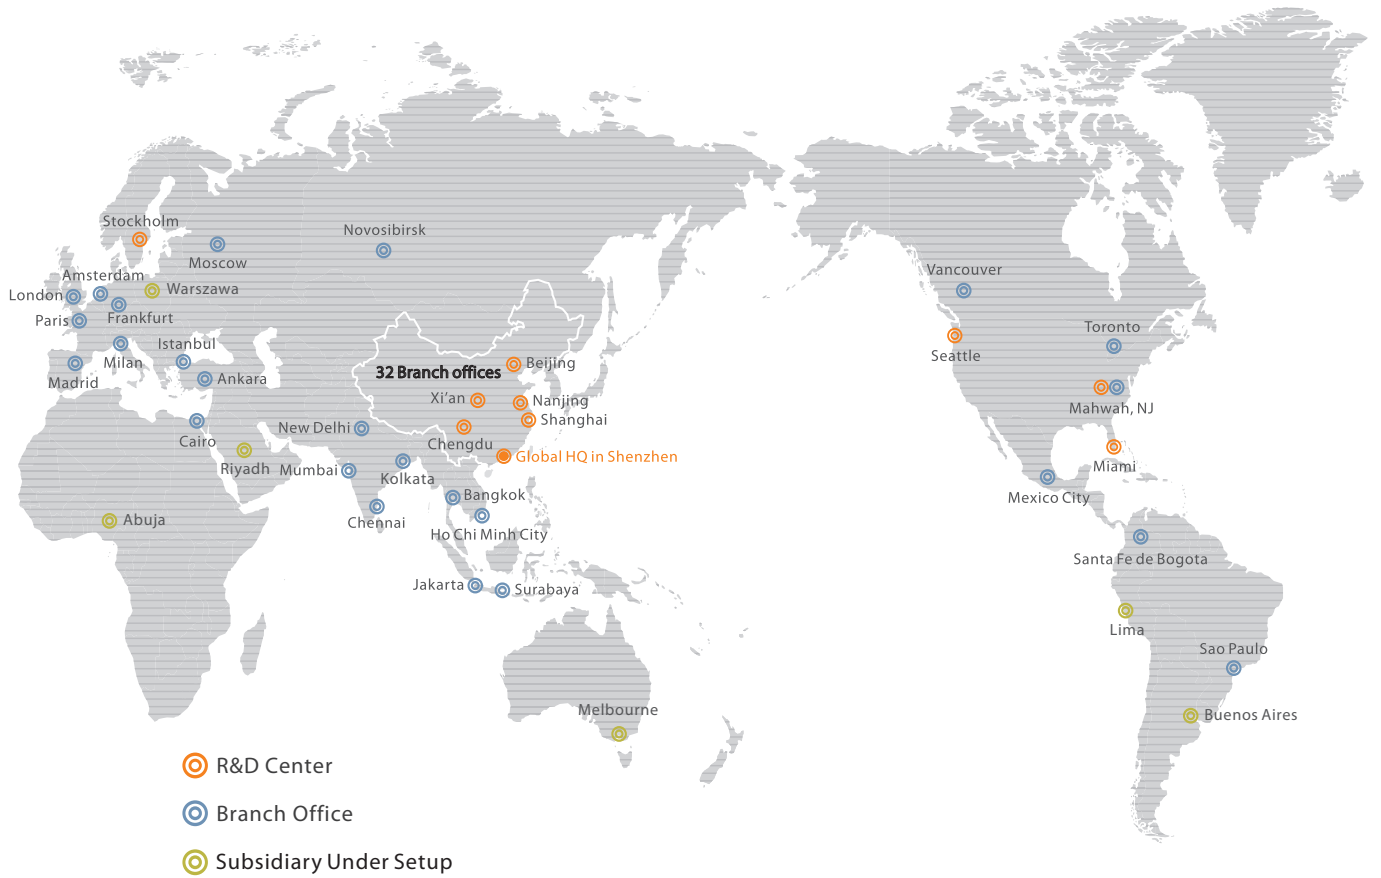 Stockholm
Novosibirsk
Moscow
Amsterdam
London
Warszawa
Paris
Frankfurt
Istanbul
Milan
Madrid
Ankara
32 Branch offices
Beijing
Xi'an
Nanjing
Shanghai
New Delhi
Cairo
Chengdu
Global HQ in Shenzhen
Riyadh
Mumbai
Kolkata
Bangkok
Abuja
Chennai
Ho Chi Minh City
Jakarta
Surabaya
Melbourne
Vancouver
Toronto
Seattle
Mahwah, NJ
Miami
Mexico City
Santa Fe de Bogota
Lima
Sao Paulo
Buenos Aires
R&D Center
Branch Office
Subsidiary Under Setup